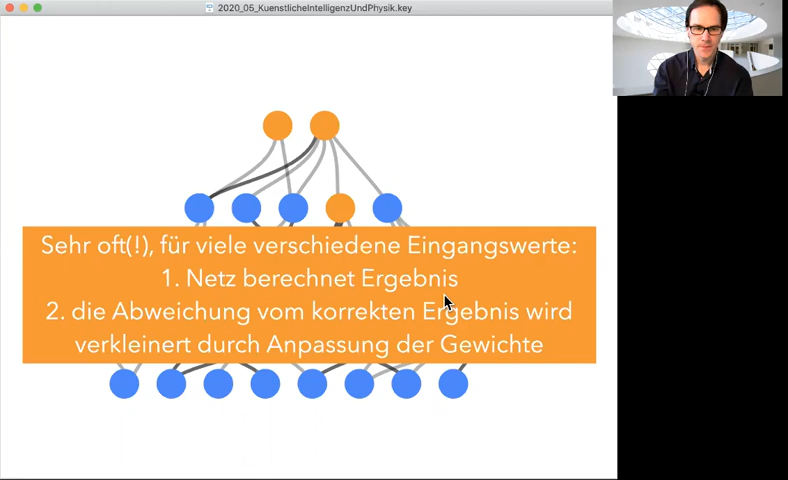 2020_05_KuenstlicheIntelligenzUndPhysik.key
Sehr oft(!), für viele verschiedene Eingangswerte:
1. Netz berechnet Ergebnis
2. die Abweichung vom korrekten Ergebnis wird
verkleinert durch Anpassung der Gewichte